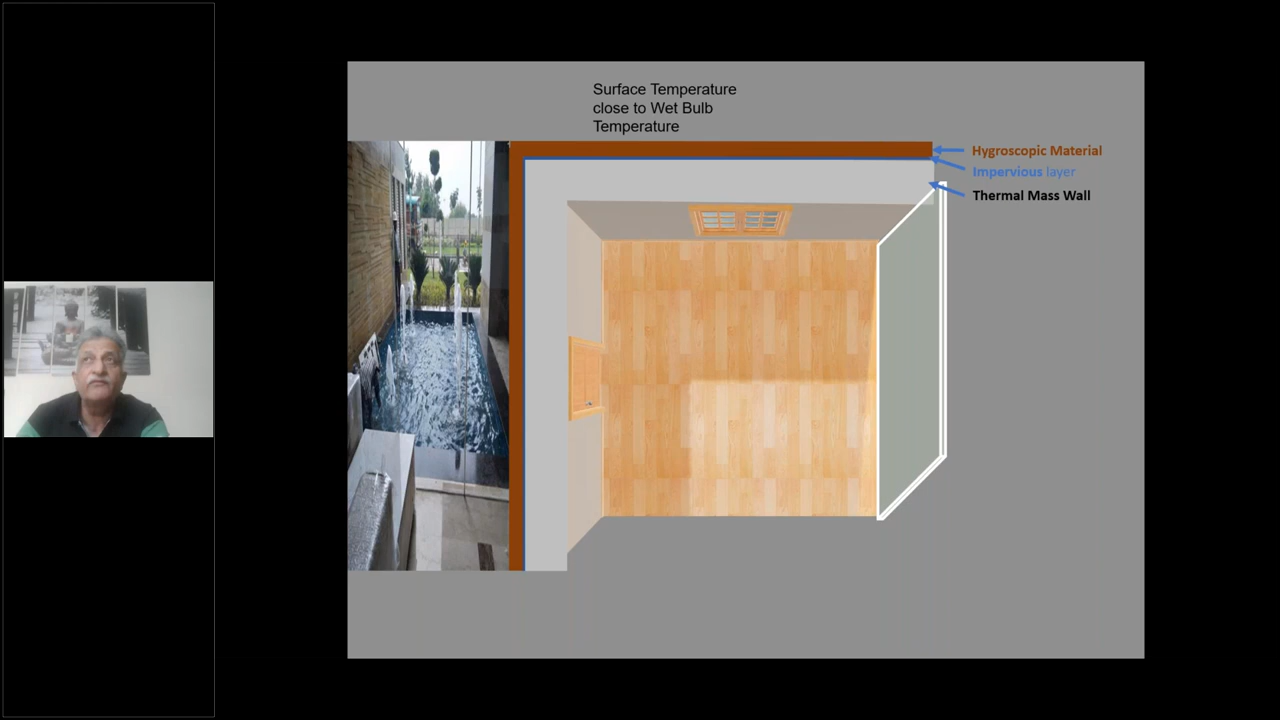 Surface Temperature
close to Wet Bulb
Temperature
Hygroscopic Material
Impervious layer
Thermal Mass Wall